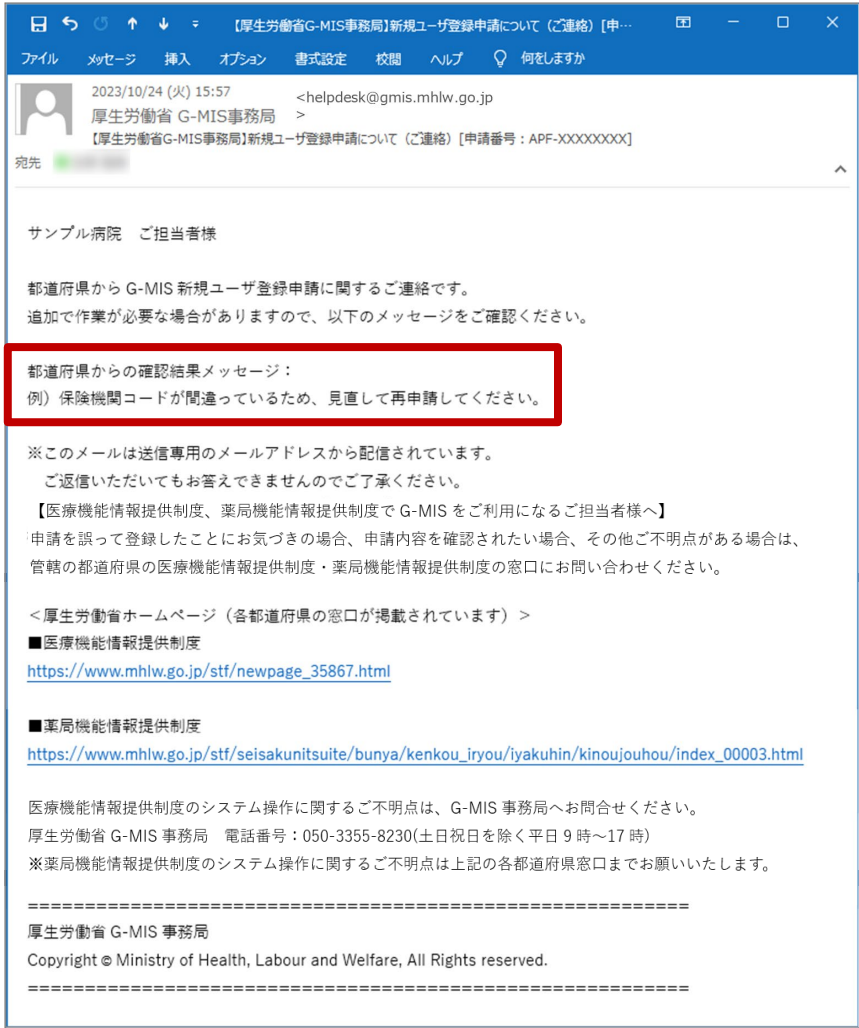 【厚生労働省G-MIS事務局】新規ユーザ登録申請について（ご連絡）[申…
ファイル メッセージ 挿入 オプション 書式設定 校閲 ヘルプ 何をしますか
2023/10/24 (火) 15:57
厚生労働省 G-MIS事務局 <helpdesk@gmis.mhlw.go.jp
>
【厚生労働省G-MIS事務局】新規ユーザ登録申請について（ご連絡）[申請番号：APF-XXXXXXXX]
宛先
サンプル病院　ご担当者様
都道府県から G-MIS 新規ユーザ登録申請に関するご連絡です。
追加で作業が必要な場合がありますので、以下のメッセージをご確認ください。
都道府県からの確認結果メッセージ：
例）保険機関コードが間違っているため、見直して再申請してください。
※このメールは送信専用のメールアドレスから配信されています。
ご返信いただいてもお答えできませんのでご了承ください。
【医療機能情報提供制度、薬局機能情報提供制度で G-MIS をご利用になるご担当者様へ】
申請を誤って登録したことにお気づきの場合、申請内容を確認されたい場合、その他ご不明点がある場合は、
管轄の都道府県の医療機能情報提供制度・薬局機能情報提供制度の窓口にお問い合わせください。
＜厚生労働省ホームページ（各都道府県の窓口が掲載されています）＞
■医療機能情報提供制度
https://www.mhlw.go.jp/stf/newpage_35867.html
■薬局機能情報提供制度
https://www.mhlw.go.jp/stf/seisakunitsuite/bunya/kenkou_iryou/iyakuhin/kinoujouhou/index_00003.html
医療機能情報提供制度のシステム操作に関するご不明点は、G-MIS 事務局へお問合せください。
厚生労働省 G-MIS 事務局　電話番号：050-3355-8230(土日祝日を除く平日 9 時～17 時)
※薬局機能情報提供制度のシステム操作に関するご不明点は上記の各都道府県窓口までお願いいたします。
==========================================================
厚生労働省 G-MIS 事務局
Copyright © Ministry of Health, Labour and Welfare, All Rights reserved.
==========================================================